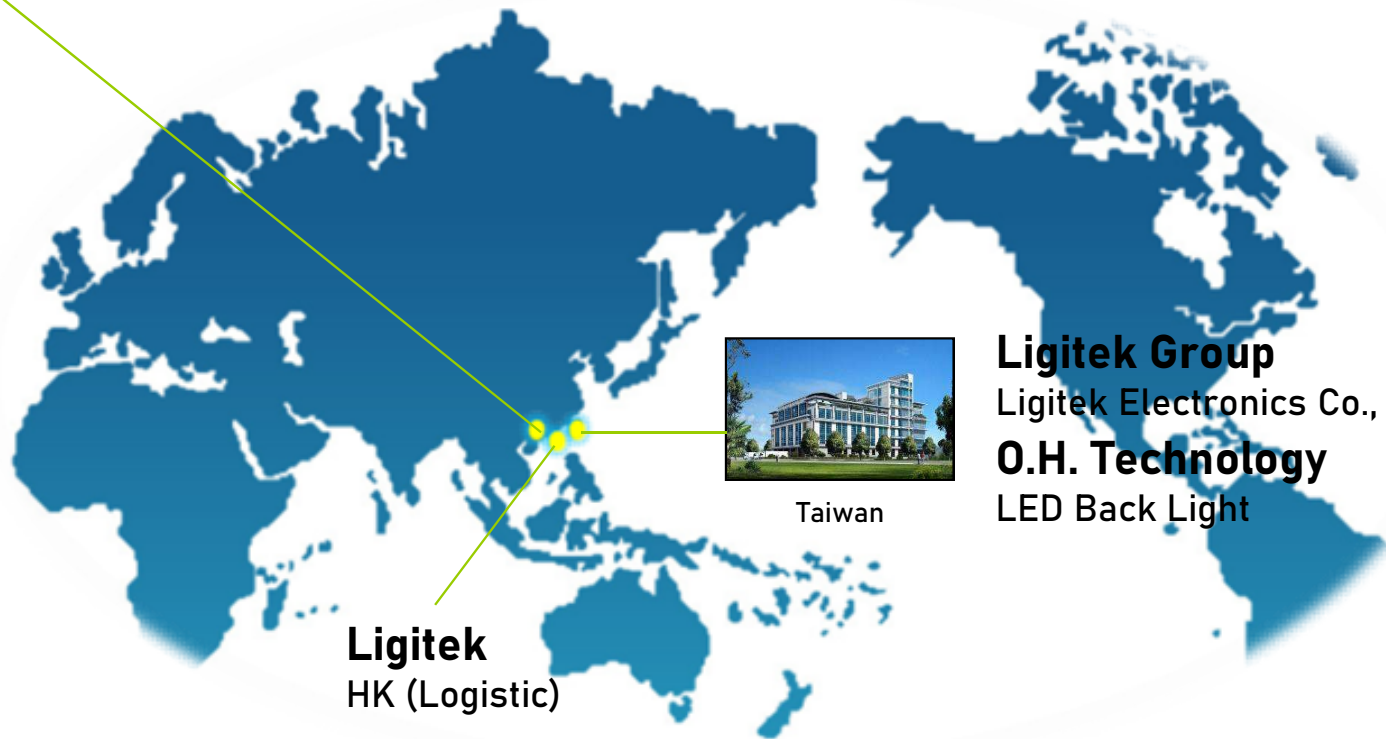 Ligitek Group
Ligitek Electronics Co.,
O.H. Technology
LED Back Light
Taiwan
Ligitek
HK (Logistic)